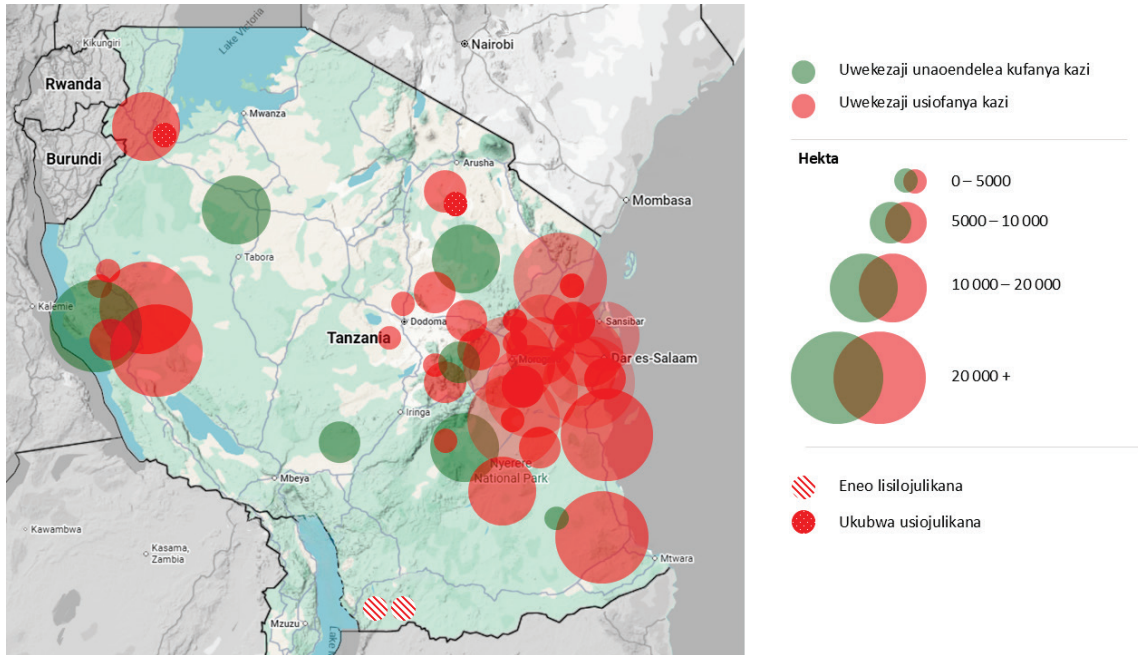 Kikungiri
Lake Victoria
Nairobi
Rwanda
Mwanza
Burundi
Arusha
Mombasa
Tabora
Kalemie
Dodoma
Sansibar
Tanzania
Dar es-Salaam
Iringa
Nyerere
National Park
Mbeya
Kawambwa
Kasama,
Zambia
Mtwara
Mzuzu
Uwekezaji unaoendelea kufanya kazi
Uwekezaji usiofanya kazi
Hekta
0 – 5000
5000 – 10 000
10 000 – 20 000
20 000 +
Eneo lisilojulikana
Ukubwa usiojulikana